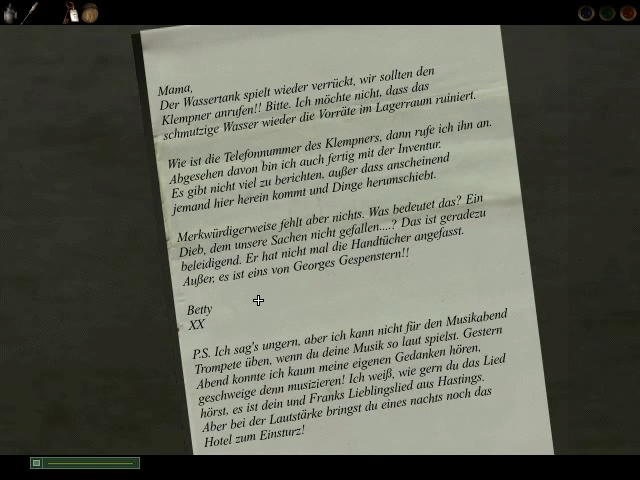 Mama,
Der Wassertank spielt wieder verrückt, wir sollten den
Klempner anrufen!! Bitte. Ich möchte nicht, dass das
schmutzige Wasser wieder die Vorräte im Lagerraum ruiniert.
Wie ist die Telefonnummer des Klempners, dann rufe ich ihn an.
Abgesehen davon bin ich auch fertig mit der Inventur.
Es gibt nicht viel zu berichten, außer dass anscheinend
jemand hier herein kommt und Dinge herumschiebt.
Merkwürdigerweise fehlt aber nichts. Was bedeutet das? Ein
Dieb, dem unsere Sachen nicht gefallen....? Das ist geradezu
beleidigend. Er hat nicht mal die Handtücher angefasst.
Außer, es ist eins von Georges Gespenstern!!
Betty
XX
P.S. Ich sag's ungern, aber ich kann nicht für den Musikabend
Trompete üben, wenn du deine Musik so laut spielst. Gestern
Abend konnte ich kaum meine eigenen Gedanken hören,
geschweige denn musizieren! Ich weiß, wie gern du das Lied
hörst, es ist dein und Franks Lieblingslied aus Hastings.
Aber bei der Lautstärke bringst du eines nachts noch das
Hotel zum Einsturz!